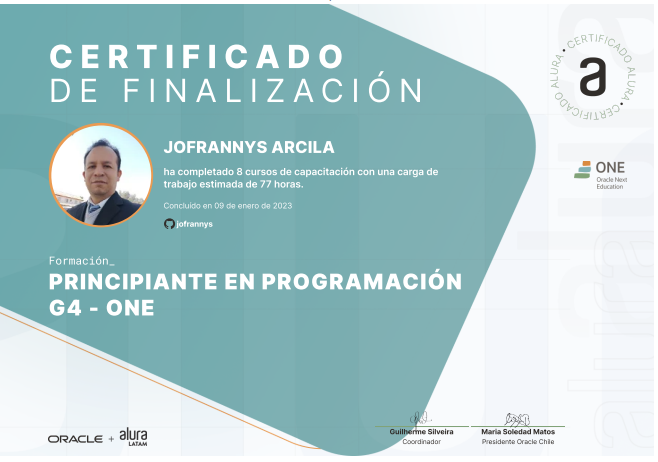 CERTIFICADO
DE FINALIZACIÓN
JOFRANNYS ARCILA
ha completado 8 cursos de capacitación con una carga de
trabajo estimada de 77 horas.
Concluído en 09 de enero de 2023
jofrannys
Formación_
PRINCIPIANTE EN PROGRAMACIÓN
G4 - ONE
CERTIFICADO ALURA • CERTIFICADO ALURA •
a
ONE
Oracle Next
Education
ORACLE + alura
LATAM
Guilherme Silveira
Coordinador
Maria Soledad Matos
Presidente Oracle Chile